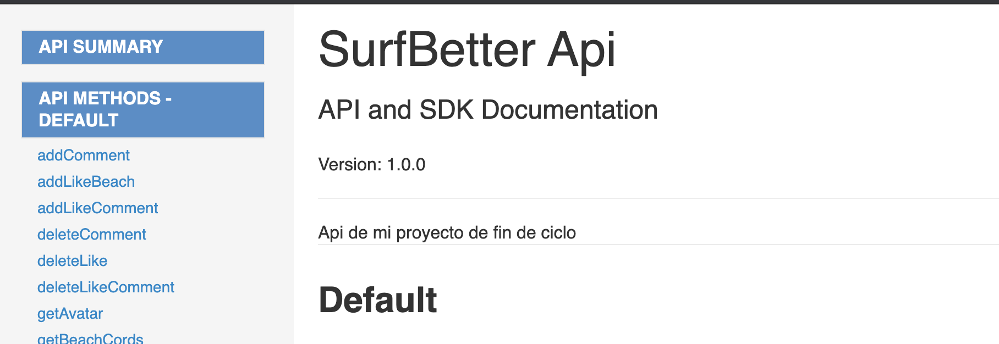 API SUMMARY
API METHODS -
DEFAULT
addComment
addLikeBeach
addLikeComment
deleteComment
deleteLike
deleteLikeComment
getAvatar
getBeachCords
SurfBetter Api
API and SDK Documentation
Version: 1.0.0
Api de mi proyecto de fin de ciclo
Default